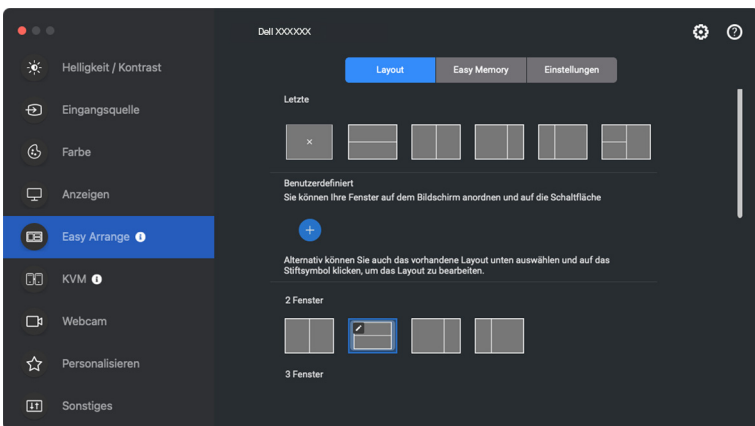 Dell XXXXXX
Helligkeit / Kontrast
Eingangsquelle
Farbe
Anzeigen
Easy Arrange
KVM
Webcam
Personalisieren
Sonstiges
Layout Easy Memory Einstellungen
Letzte
Benutzerdefiniert
Sie können Ihre Fenster auf dem Bildschirm anordnen und auf die Schaltfläche
Alternativ können Sie auch das vorhandene Layout unten auswählen und auf das
Stiftsymbol klicken, um das Layout zu bearbeiten.
2 Fenster
3 Fenster